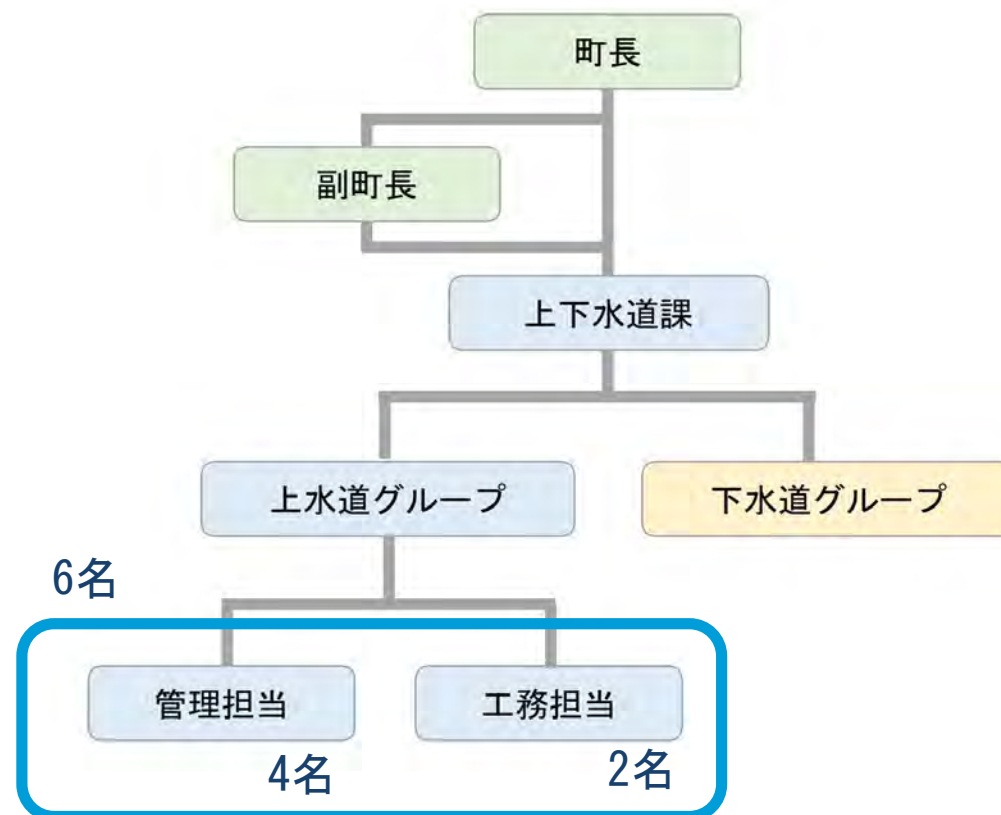 町長
副町長
上下水道課
上水道グループ
下水道グループ
6名
管理担当
工務担当
4名
2名